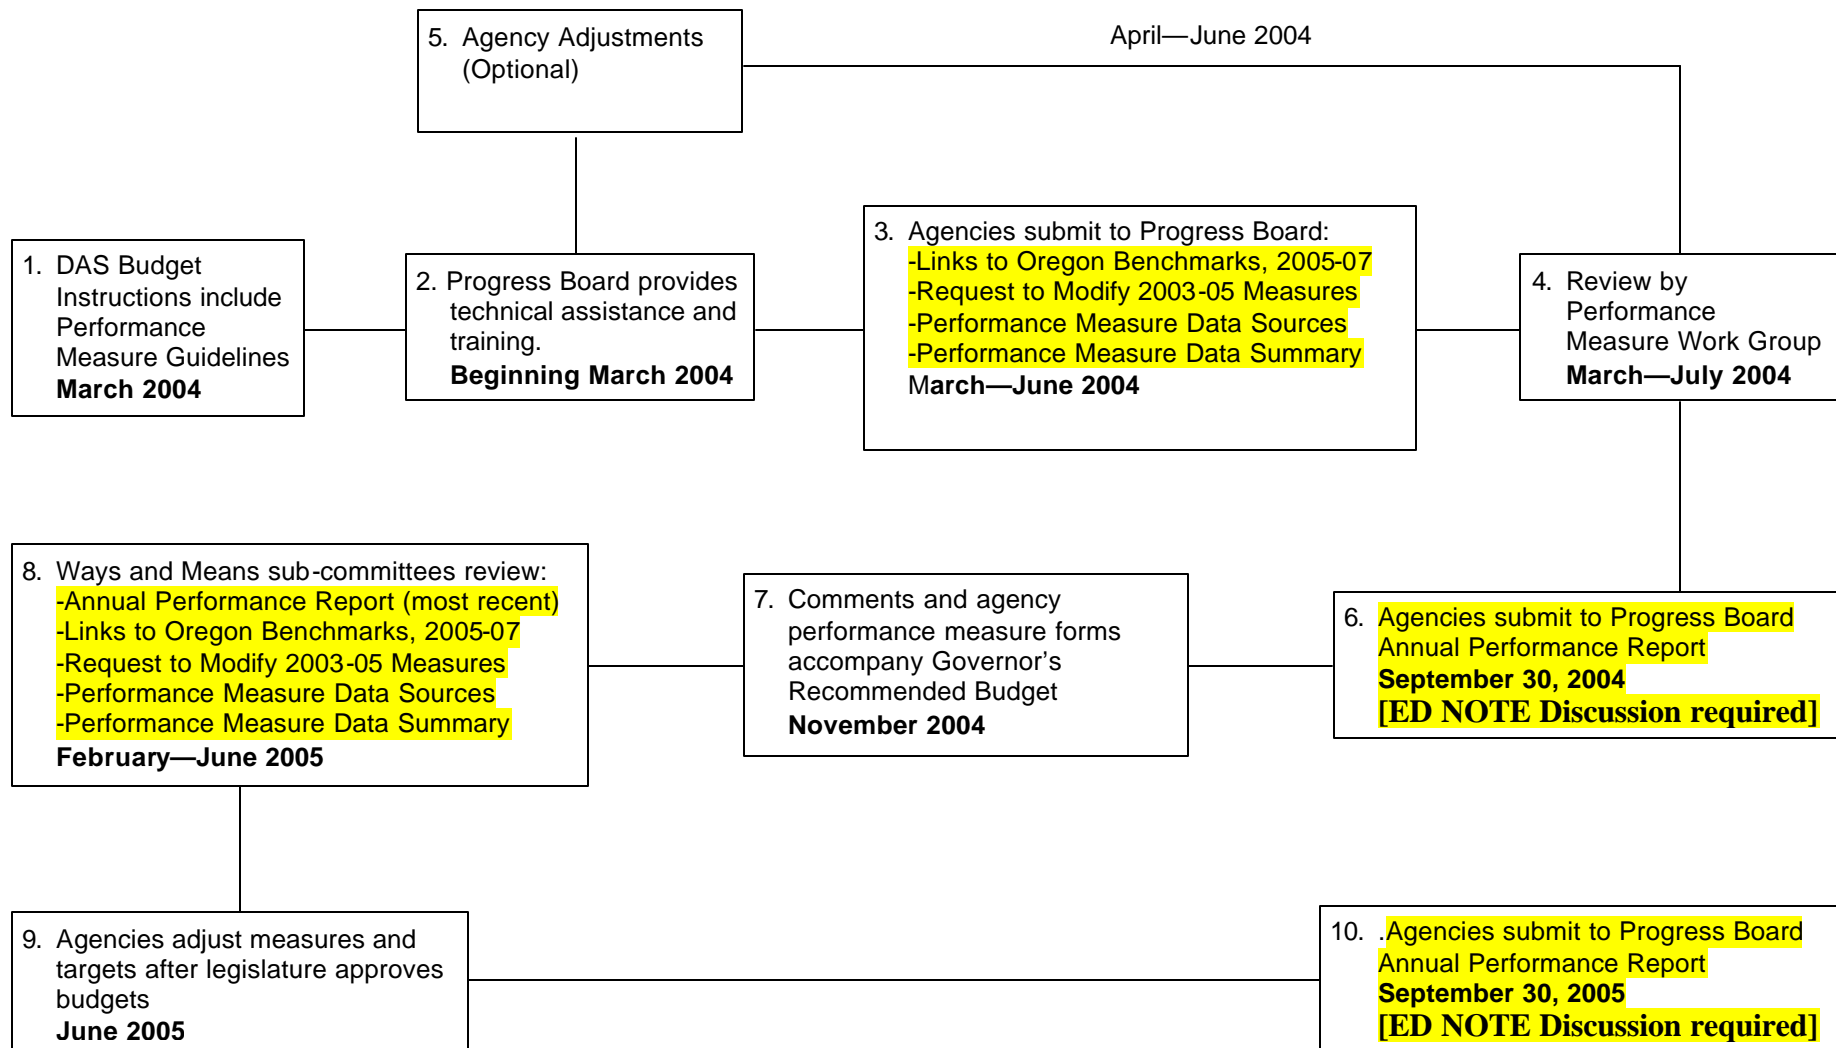 5. Agency Adjustments
(Optional)
April—June 2004
1. DAS Budget
Instructions include
Performance
Measure Guidelines
March 2004
2. Progress Board provides
technical assistance and
training.
Beginning March 2004
3. Agencies submit to Progress Board:
-Links to Oregon Benchmarks, 2005-07
-Request to Modify 2003-05 Measures
-Performance Measure Data Sources
-Performance Measure Data Summary
March—June 2004
4. Review by
Performance
Measure Work Group
March—July 2004
8. Ways and Means sub-committees review:
-Annual Performance Report (most recent)
-Links to Oregon Benchmarks, 2005-07
-Request to Modify 2003-05 Measures
-Performance Measure Data Sources
-Performance Measure Data Summary
February—June 2005
7. Comments and agency
performance measure forms
accompany Governor's
Recommended Budget
November 2004
6. Agencies submit to Progress Board
Annual Performance Report
September 30, 2004
[ED NOTE Discussion required]
9. Agencies adjust measures and
targets after legislature approves
budgets
June 2005
10. .Agencies submit to Progress Board
Annual Performance Report
September 30, 2005
[ED NOTE Discussion required]